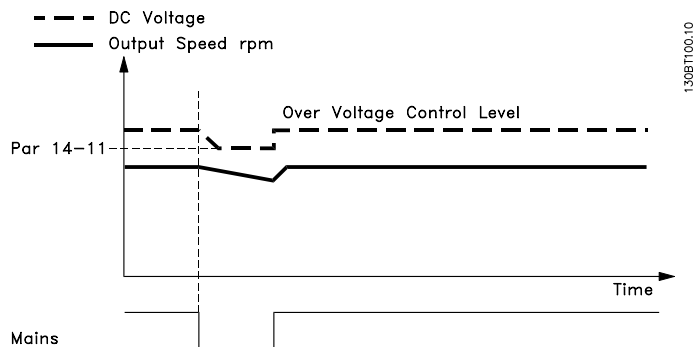 DC Voltage
Output Speed rpm
Over Voltage Control Level
Par 14-11
Time
Mains
130BT100.10